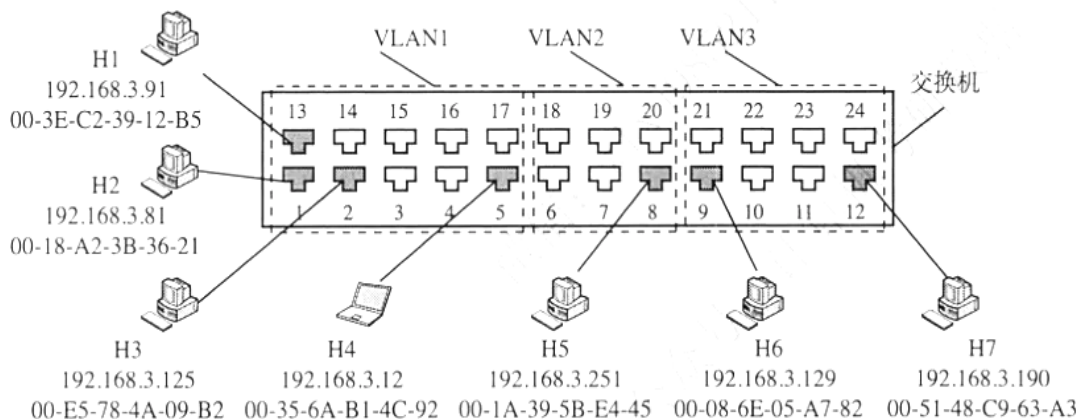 VLAN1 VLAN2 VLAN3
交换机
H1
192.168.3.91
00-3E-C2-39-12-B5
13 14 15 16 17 18 19 20 21 22 23 24
H2
192.168.3.81
00-18-A2-3B-36-21
1 2 3 4 5 6 7 8 9 10 11 12
H3
192.168.3.125
00-E5-78-4A-09-B2
H4
192.168.3.12
00-35-6A-B1-4C-92
H5
192.168.3.251
00-1A-39-5B-E4-45
H6
192.168.3.129
00-08-6E-05-A7-82
H7
192.168.3.190
00-51-48-C9-63-A3